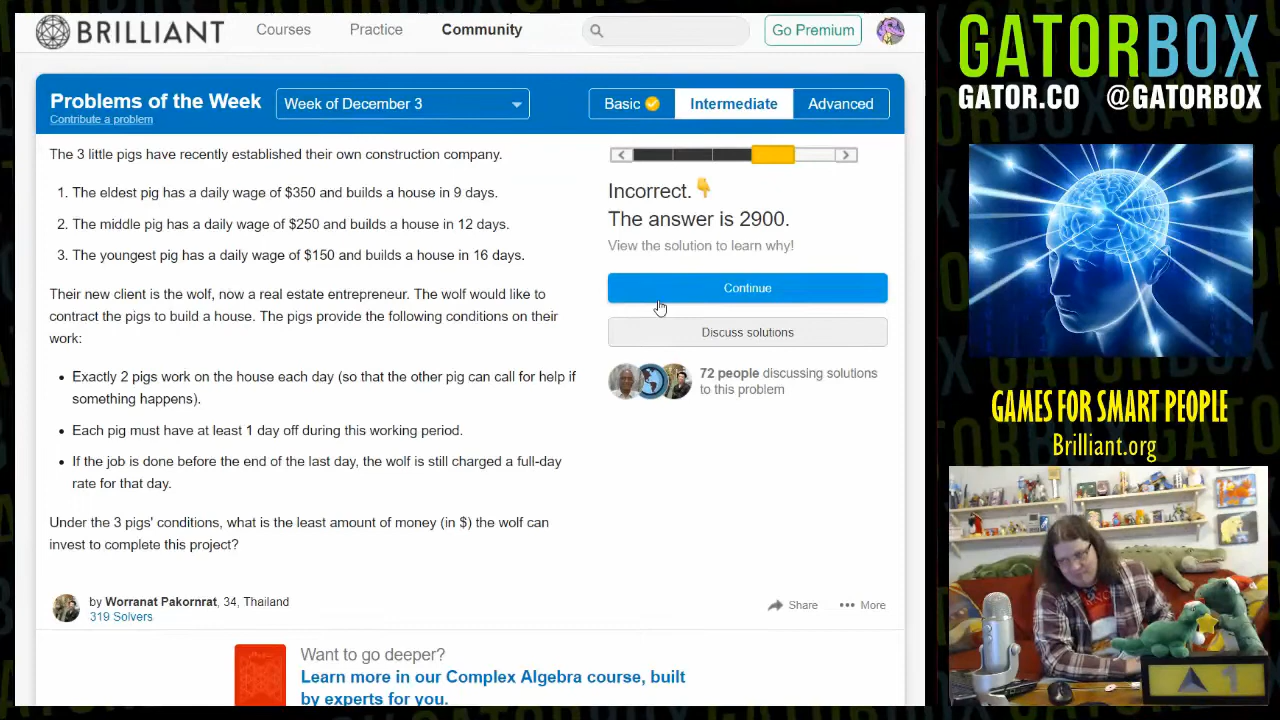 BRILLIANT
Courses
Practice
Community
Go Premium
GATORBOX
GATOR.CO @GATORBOX
Problems of the Week
Contribute a problem
Week of December 3
Basic
Intermediate
Advanced
The 3 little pigs have recently established their own construction company.
1. The eldest pig has a daily wage of $350 and builds a house in 9 days.
2. The middle pig has a daily wage of $250 and builds a house in 12 days.
3. The youngest pig has a daily wage of $150 and builds a house in 16 days.
Their new client is the wolf, now a real estate entrepreneur. The wolf would like to
contract the pigs to build a house. The pigs provide the following conditions on their
work:
• Exactly 2 pigs work on the house each day (so that the other pig can call for help if
something happens).
• Each pig must have at least 1 day off during this working period.
• If the job is done before the end of the last day, the wolf is still charged a full-day
rate for that day.
Under the 3 pigs' conditions, what is the least amount of money (in $) the wolf can
invest to complete this project?
Incorrect.
The answer is 2900.
View the solution to learn why!
Continue
Discuss solutions
72 people discussing solutions
to this problem
by Worranat Pakornrat, 34, Thailand
319 Solvers
Share
More
Want to go deeper?
Learn more in our Complex Algebra course, built
by experts for you.
GAMES FOR SMART PEOPLE
Brilliant.org
1